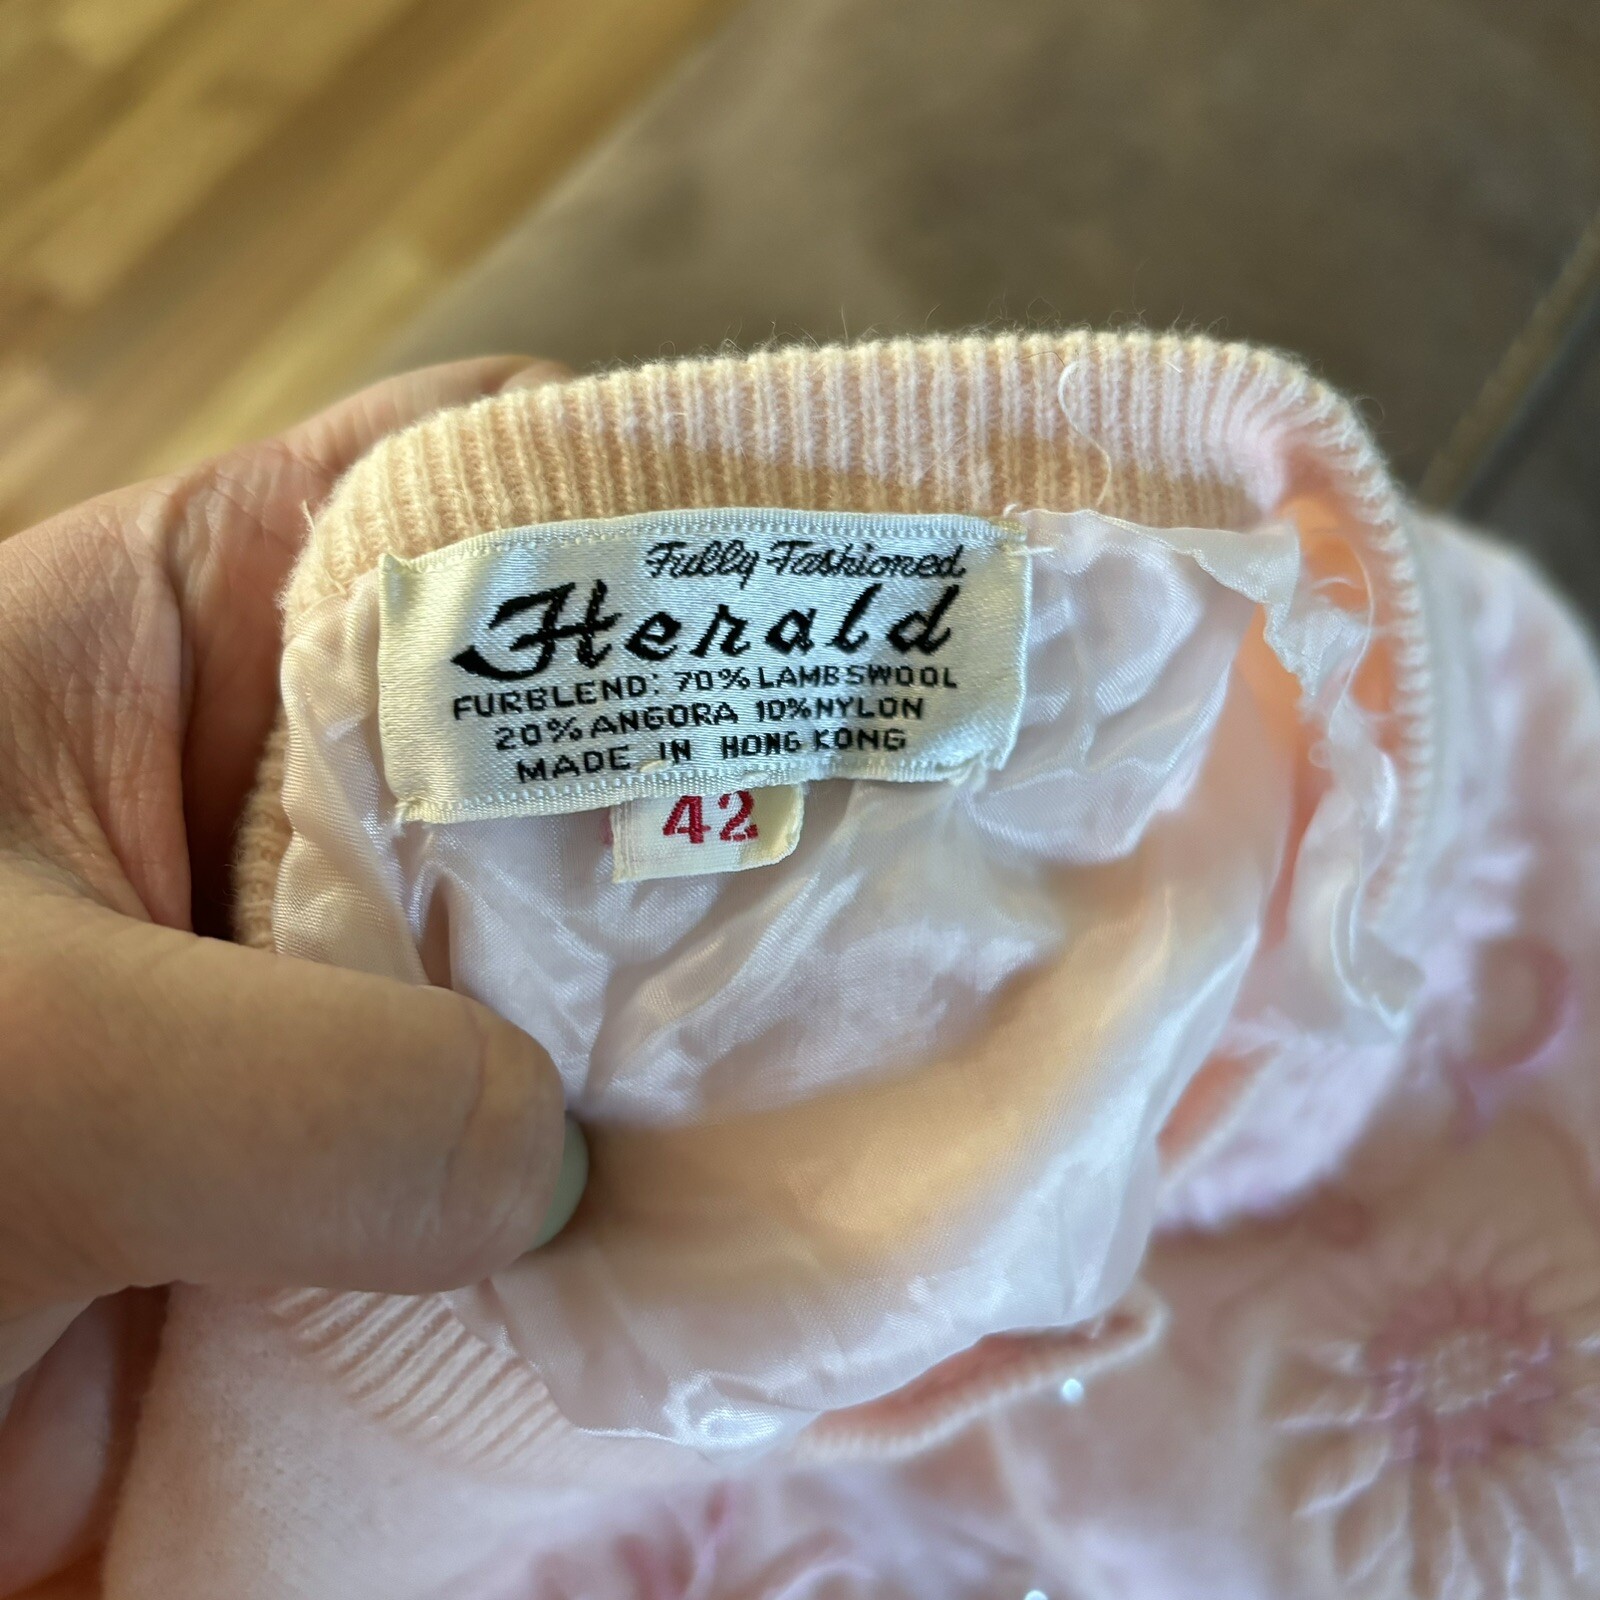 Fully Fashioned
Herald
FURBLEND: 70% LAMBSWOOL
20% ANGORA 10% NYLON
MADE IN HONG KONG
42